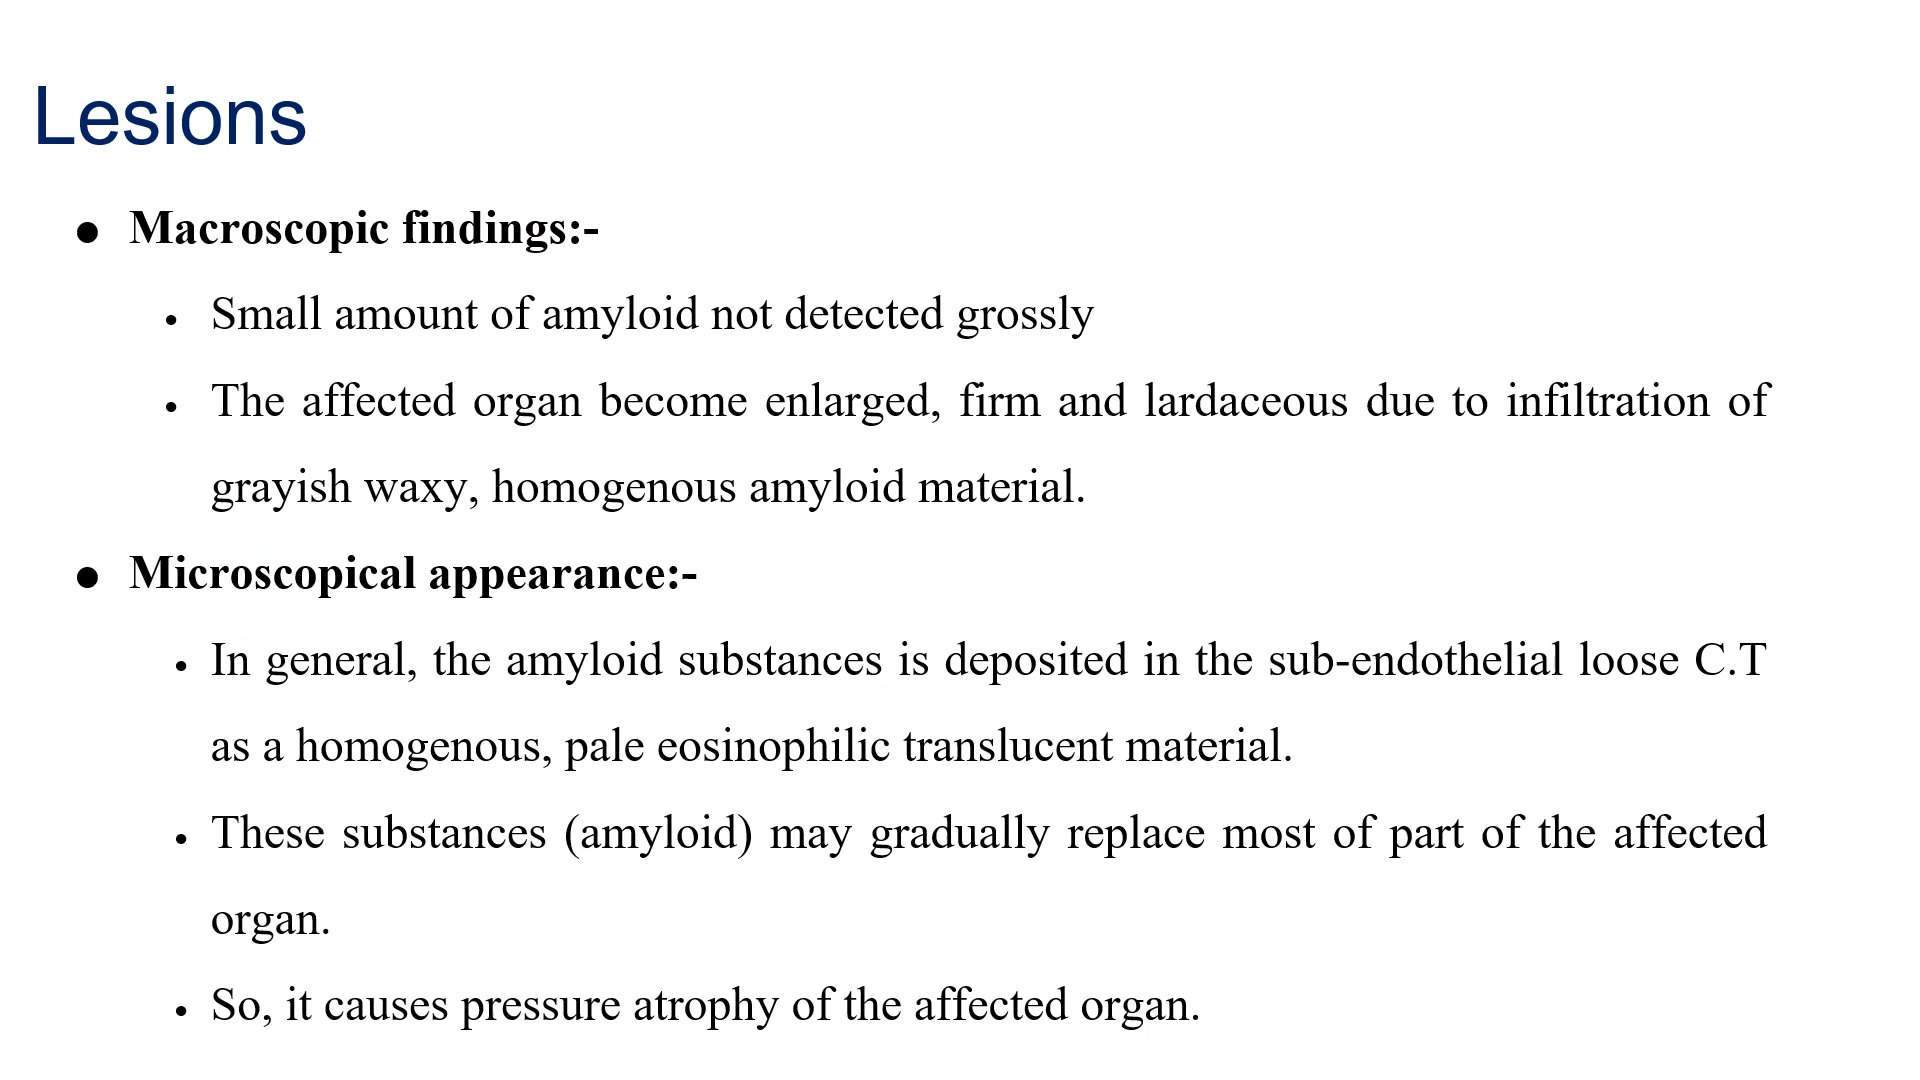 Lesions
● Macroscopic findings:-
• Small amount of amyloid not detected grossly
• The affected organ become enlarged, firm and lardaceous due to infiltration of
grayish waxy, homogenous amyloid material.
● Microscopical appearance:-
• In general, the amyloid substances is deposited in the sub-endothelial loose C.T
as a homogenous, pale eosinophilic translucent material.
• These substances (amyloid) may gradually replace most of part of the affected
organ.
• So, it causes pressure atrophy of the affected organ.